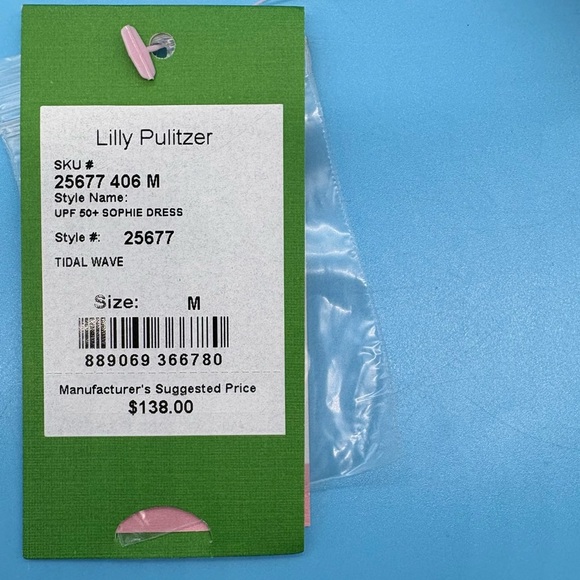 Lilly Pulitzer
SKU #
25677 406 M
Style Name:
UPF 50+ SOPHIE DRESS
Style #: 25677
TIDAL WAVE
Size: M
889069 366780
Manufacturer's Suggested Price
$138.00